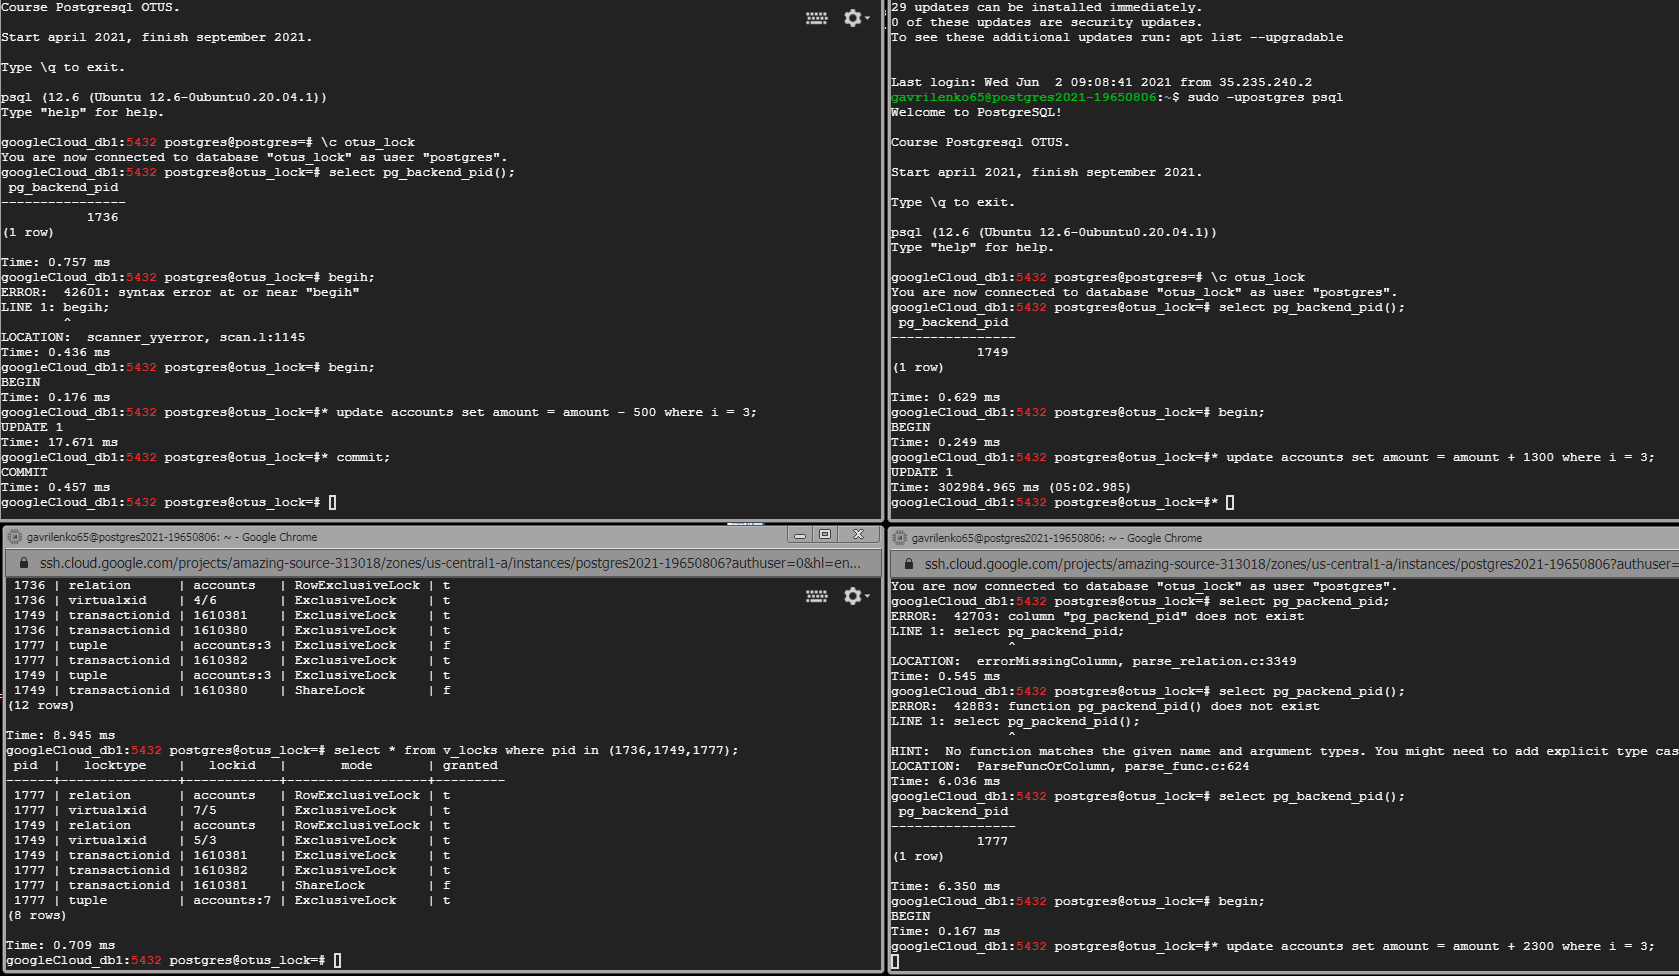 Course Postgresql OTUS.
Start april 2021, finish september 2021.
Type \q to exit.
psql (12.6 (Ubuntu 12.6-0ubuntu0.20.04.1))
Type "help" for help.
googleCloud_db1:5432 postgres@postgres=# \c otus_lock
You are now connected to database "otus_lock" as user "postgres".
googleCloud_db1:5432 postgres@otus_lock=# select pg_backend_pid();
pg_backend_pid
----------------
1736
(1 row)
Time: 0.757 ms
googleCloud_db1:5432 postgres@otus_lock=# begih;
ERROR:  42601: syntax error at or near "begih"
LINE 1: begih;
^
LOCATION:  scanner_yyerror, scan.l:1145
Time: 0.436 ms
googleCloud_db1:5432 postgres@otus_lock=# begin;
BEGIN
Time: 0.176 ms
googleCloud_db1:5432 postgres@otus_lock=#* update accounts set amount = amount - 500 where i = 3;
UPDATE 1
Time: 17.671 ms
googleCloud_db1:5432 postgres@otus_lock=#* commit;
COMMIT
Time: 0.457 ms
googleCloud_db1:5432 postgres@otus_lock=#
29 updates can be installed immediately.
0 of these updates are security updates.
To see these additional updates run: apt list --upgradable
Last login: Wed Jun  2 09:08:41 2021 from 35.235.240.2
gavrilenko65@postgres2021-19650806:~$ sudo -upostgres psql
Welcome to PostgreSQL!
Course Postgresql OTUS.
Start april 2021, finish september 2021.
Type \q to exit.
psql (12.6 (Ubuntu 12.6-0ubuntu0.20.04.1))
Type "help" for help.
googleCloud_db1:5432 postgres@postgres=# \c otus_lock
You are now connected to database "otus_lock" as user "postgres".
googleCloud_db1:5432 postgres@otus_lock=# select pg_backend_pid();
pg_backend_pid
----------------
1749
(1 row)
Time: 0.629 ms
googleCloud_db1:5432 postgres@otus_lock=# begin;
BEGIN
Time: 0.249 ms
googleCloud_db1:5432 postgres@otus_lock=#* update accounts set amount = amount + 1300 where i = 3;
UPDATE 1
Time: 302984.965 ms (05:02.985)
googleCloud_db1:5432 postgres@otus_lock=#*
gavrilenko65@postgres2021-19650806: ~ - Google Chrome
ssh.cloud.google.com/projects/amazing-source-313018/zones/us-central1-a/instances/postgres2021-19650806?authuser=0&hl=en...
1736 | relation      | accounts   | RowExclusiveLock | t
1736 | virtualxid    | 4/6        | ExclusiveLock    | t
1749 | transactionid | 1610381    | ExclusiveLock    | t
1736 | transactionid | 1610380    | ExclusiveLock    | t
1777 | tuple         | accounts:3 | ExclusiveLock    | f
1777 | transactionid | 1610382    | ExclusiveLock    | t
1749 | tuple         | accounts:3 | ExclusiveLock    | t
1749 | transactionid | 1610380    | ShareLock        | f
(12 rows)
Time: 8.945 ms
googleCloud_db1:5432 postgres@otus_lock=# select * from v_locks where pid in (1736,1749,1777);
pid  |   locktype    |   lockid   |       mode       | granted
------+---------------+------------+------------------+---------
1777 | relation      | accounts   | RowExclusiveLock | t
1777 | virtualxid    | 7/5        | ExclusiveLock    | t
1749 | relation      | accounts   | RowExclusiveLock | t
1749 | virtualxid    | 5/3        | ExclusiveLock    | t
1749 | transactionid | 1610381    | ExclusiveLock    | t
1777 | transactionid | 1610382    | ExclusiveLock    | t
1777 | transactionid | 1610381    | ShareLock        | f
1777 | tuple         | accounts:7 | ExclusiveLock    | t
(8 rows)
Time: 0.709 ms
googleCloud_db1:5432 postgres@otus_lock=#
gavrilenko65@postgres2021-19650806: ~ - Google Chrome
ssh.cloud.google.com/projects/amazing-source-313018/zones/us-central1-a/instances/postgres2021-19650806?authuser=
You are now connected to database "otus_lock" as user "postgres".
googleCloud_db1:5432 postgres@otus_lock=# select pg_packend_pid;
ERROR:  42703: column "pg_packend_pid" does not exist
LINE 1: select pg_packend_pid;
^
LOCATION:  errorMissingColumn, parse_relation.c:3349
Time: 0.545 ms
googleCloud_db1:5432 postgres@otus_lock=# select pg_packend_pid();
ERROR:  42883: function pg_packend_pid() does not exist
LINE 1: select pg_packend_pid();
^
HINT:  No function matches the given name and argument types. You might need to add explicit type cas
LOCATION:  ParseFuncOrColumn, parse_func.c:624
Time: 6.036 ms
googleCloud_db1:5432 postgres@otus_lock=# select pg_backend_pid();
pg_backend_pid
----------------
1777
(1 row)
Time: 6.350 ms
googleCloud_db1:5432 postgres@otus_lock=# begin;
BEGIN
Time: 0.167 ms
googleCloud_db1:5432 postgres@otus_lock=#* update accounts set amount = amount + 2300 where i = 3;